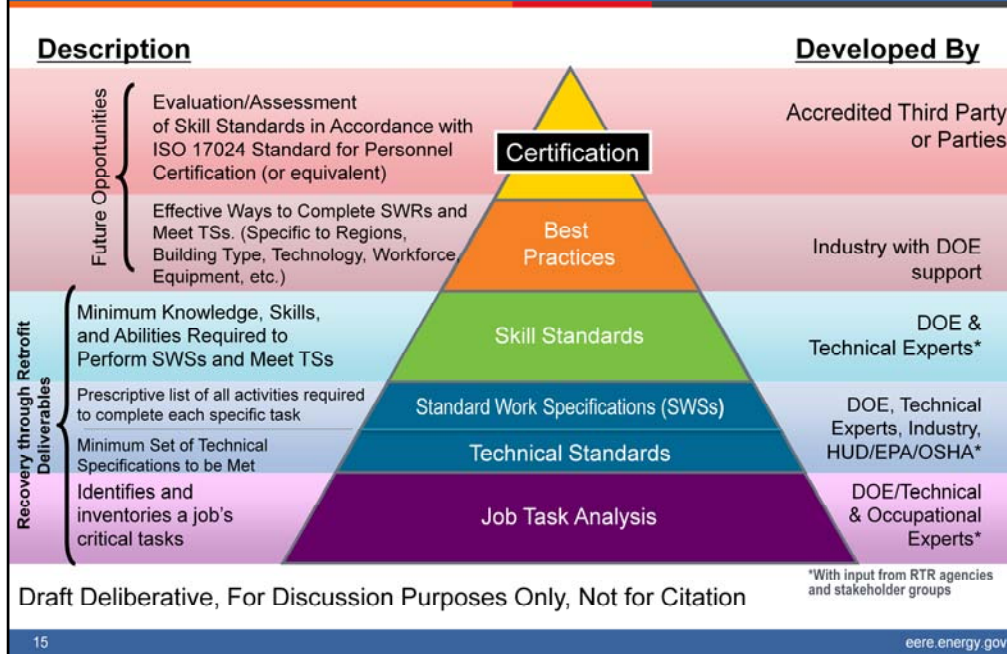 Description
Developed By
Future Opportunities
Evaluation/Assessment
of Skill Standards in Accordance with
ISO 17024 Standard for Personnel
Certification (or equivalent)
Certification
Accredited Third Party
or Parties
Effective Ways to Complete SWRs and
Meet TSs. (Specific to Regions,
Building Type, Technology, Workforce,
Equipment, etc.)
Best
Practices
Industry with DOE
support
Recovery through Retrofit
Deliverables
Minimum Knowledge, Skills,
and Abilities Required to
Perform SWSs and Meet TSs
Skill Standards
DOE &
Technical Experts*
Prescriptive list of all activities required
to complete each specific task
Standard Work Specifications (SWSs)
Minimum Set of Technical
Specifications to be Met
Technical Standards
DOE, Technical
Experts, Industry,
HUD/EPA/OSHA*
Identifies and
inventories a job's
critical tasks
Job Task Analysis
DOE/Technical
& Occupational
Experts*
*With input from RTR agencies
and stakeholder groups
Draft Deliberative, For Discussion Purposes Only, Not for Citation
15
eere.energy.gov